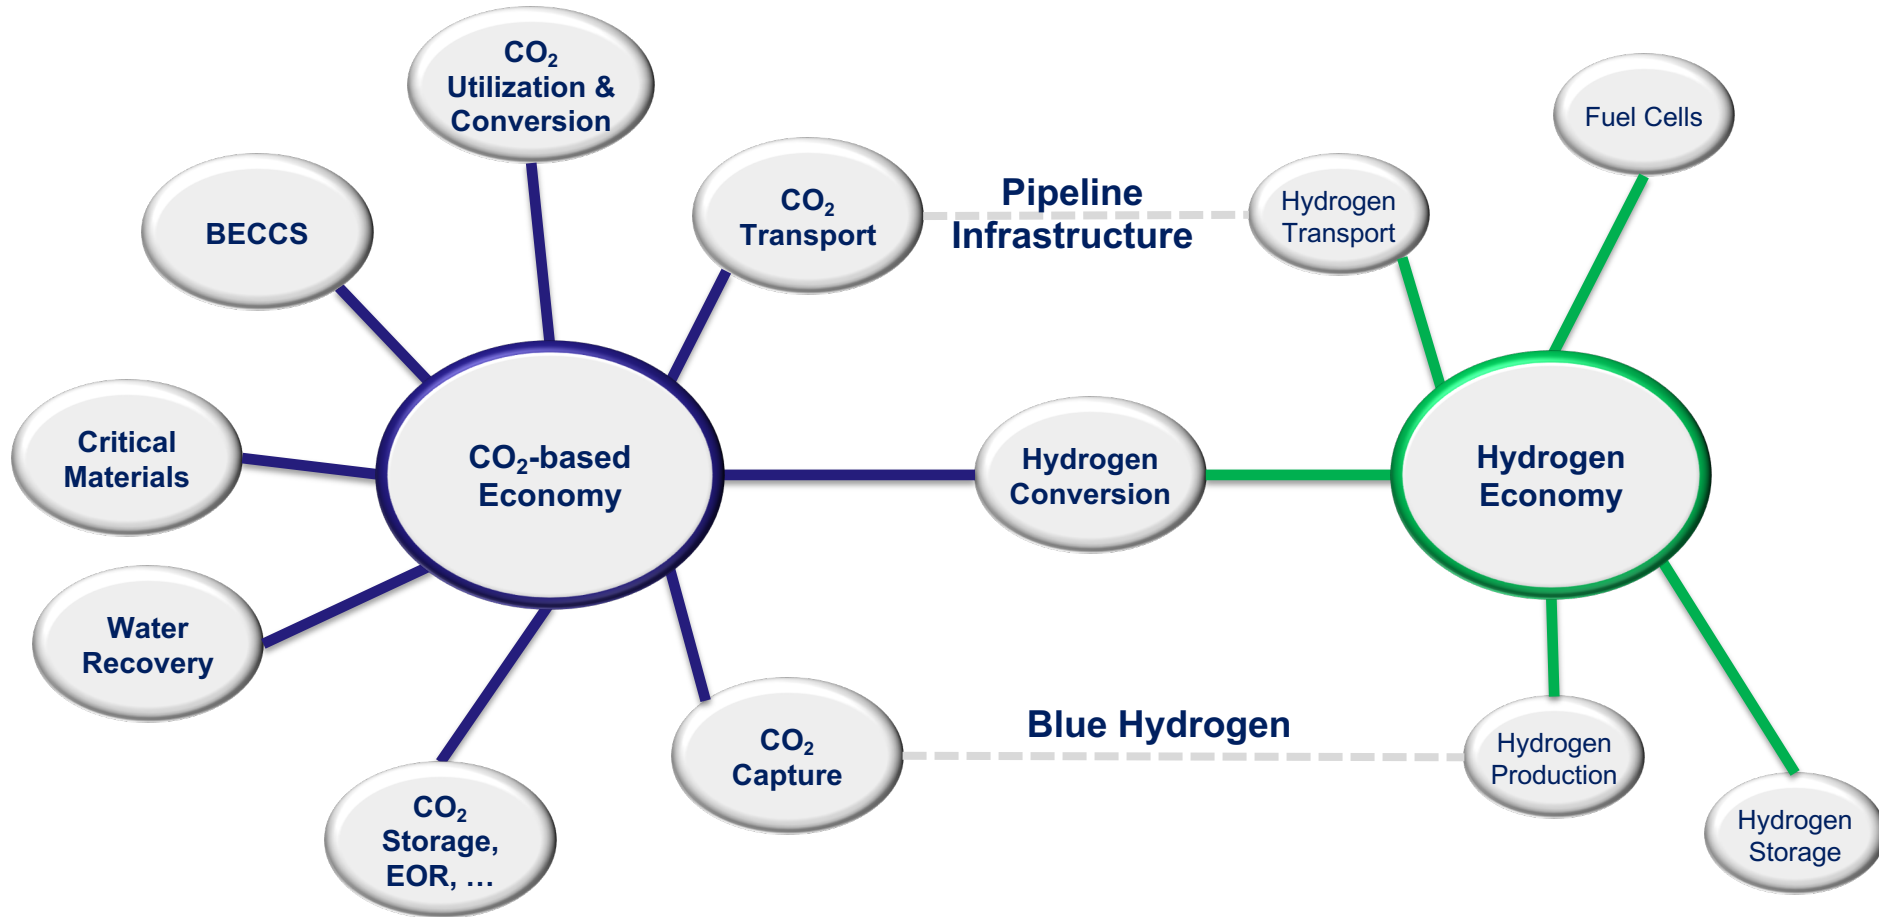 CO₂
Utilization &
Conversion
Fuel Cells
BECCS
CO₂
Transport
Pipeline
Infrastructure
Hydrogen
Transport
Critical
Materials
CO₂-based
Economy
Hydrogen
Conversion
Hydrogen
Economy
Water
Recovery
CO₂
Capture
Blue Hydrogen
Hydrogen
Production
CO₂
Storage,
EOR, …
Hydrogen
Storage